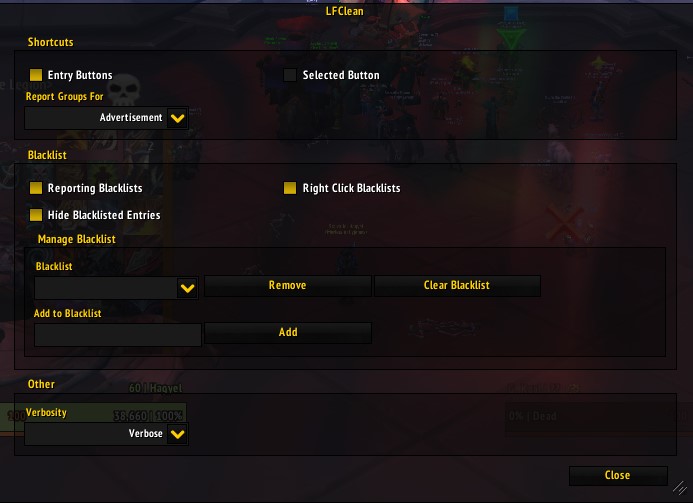 LFClean
Shortcuts
Entry Buttons
Selected Button
Report Groups For
Advertisement
Blacklist
Reporting Blacklists
Right Click Blacklists
Hide Blacklisted Entries
Manage Blacklist
Blacklist
Remove
Clear Blacklist
Add to Blacklist
Add
Other
60 | Haqyel
Verbosity
38,660 | 100%
0% | Dead
Verbose
Close